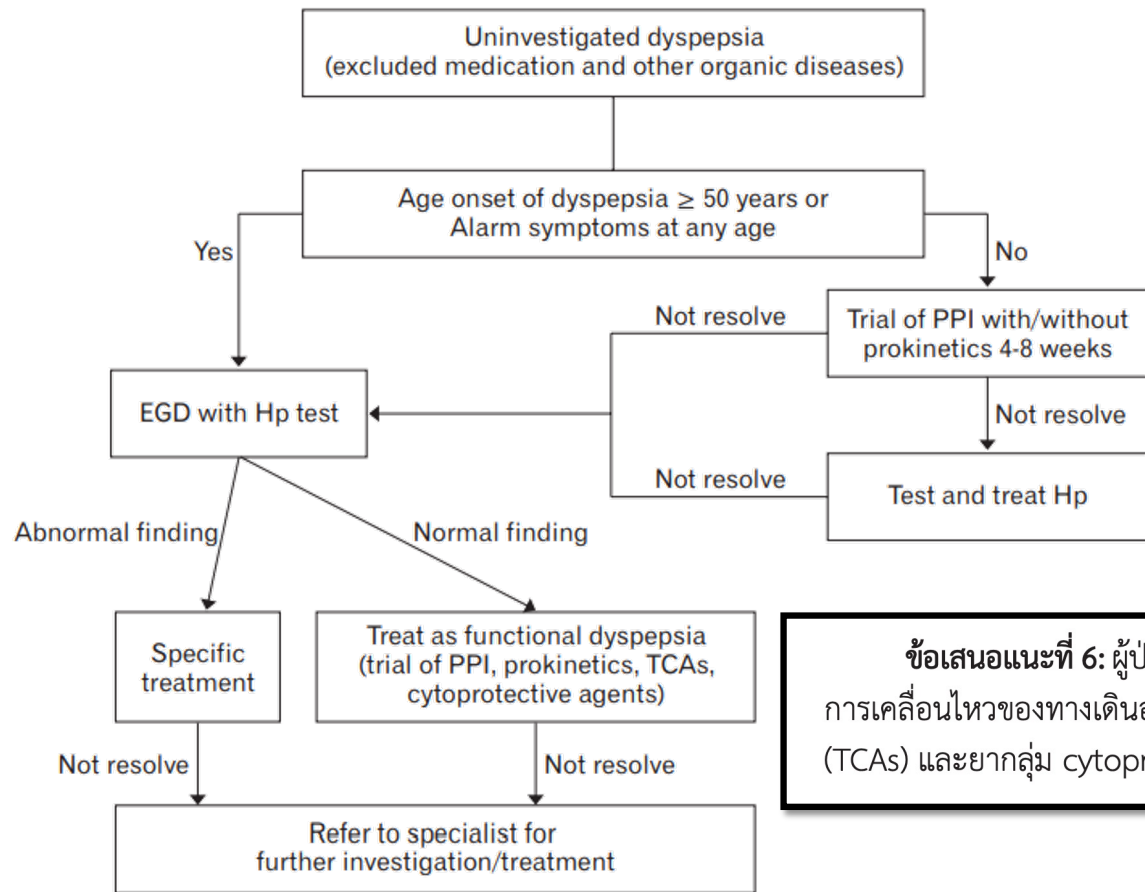 Uninvestigated dyspepsia
(excluded medication and other organic diseases)
Age onset of dyspepsia ≥ 50 years or
Alarm symptoms at any age
Yes
No
Trial of PPI with/without
prokinetics 4-8 weeks
Not resolve
Not resolve
EGD with Hp test
Test and treat Hp
Not resolve
Abnormal finding
Normal finding
Specific
treatment
Treat as functional dyspepsia
(trial of PPI, prokinetics, TCAs,
cytoprotective agents)
Not resolve
Not resolve
Refer to specialist for
further investigation/treatment
ข้อเสนอแนะที่ 6:
การเคลื่อนไหวของทางเดิน
(TCAs) และยากลุ่ม